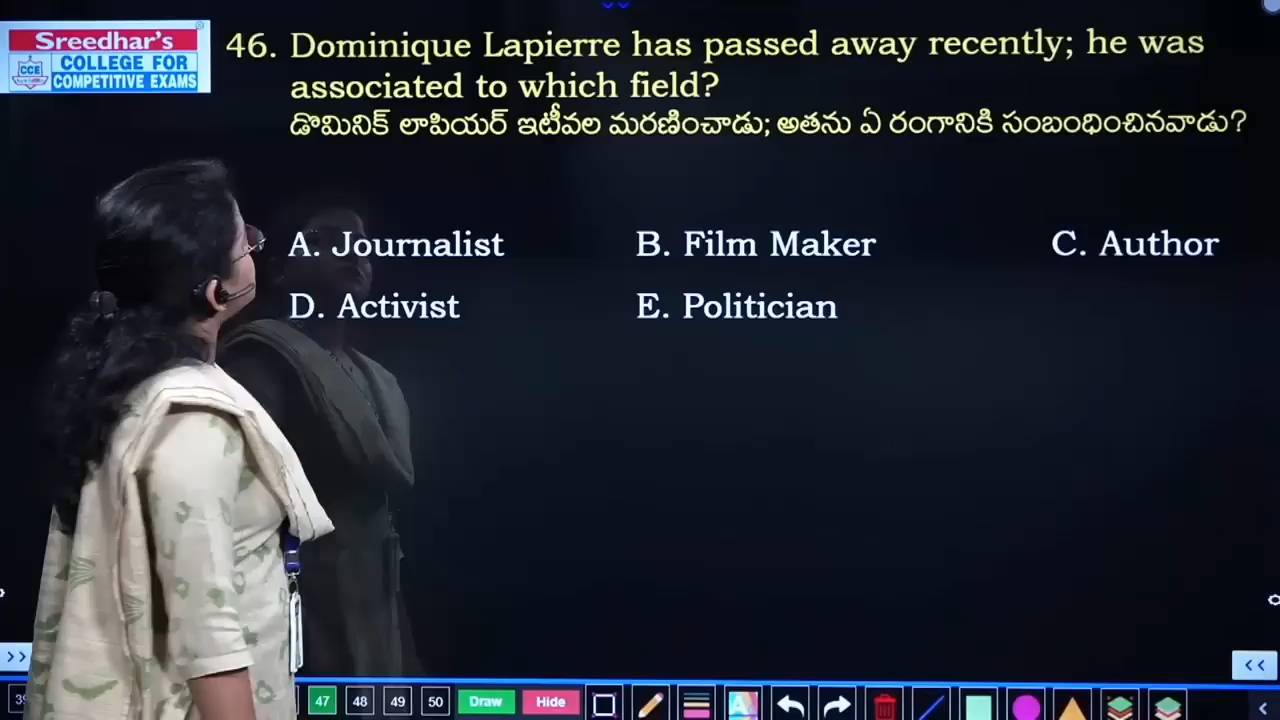 Sreedhar's
CCE
COLLEGE FOR
COMPETITIVE EXAMS
46. Dominique Lapierre has passed away recently; he was
associated to which field?
డొమినిక్ లాపియర్ ఇటీవల మరణించాడు; అతను ఏ రంగానికి సంబంధించినవాడు?
A. Journalist B. Film Maker C. Author
D. Activist E. Politician
>> <<
39 47 48 49 50 Draw Hide A <